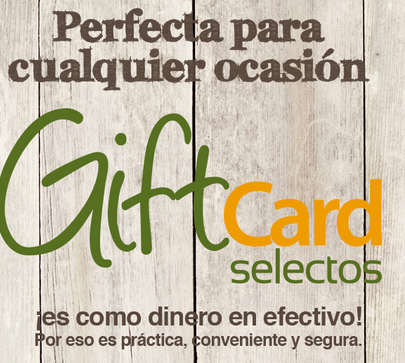 Perfecta para
cualquier ocasión
Gift Card
selectos
¡es como dinero en efectivo!
Por eso es práctica, conveniente y segura.